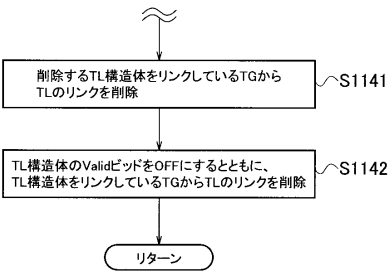 削除するTL構造体をリンクしているTGから
TLのリンクを削除
S1141
TL構造体のValidビッドをOFFにするとともに、
TL構造体をリンクしているTGからTLのリンクを削除
S1142
リターン